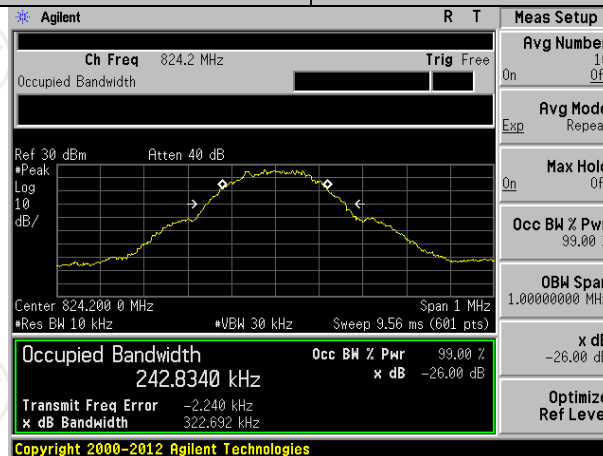 Agilent R T Meas Setup
Ch Freq 824.2 MHz Trig Free
Occupied Bandwidth
Avg Number
On
Avg Mode
Exp Repea
Max Hold
On
Occ BW % Pwr
99.00
OBW Span
1.00000000 MH
x dB
-26.00 dB
Optimize
Ref Level
Ref 30 dBm Atten 40 dB
#Peak
Log
10
dB/
Center 824.200 0 MHz Span 1 MHz
#Res BW 10 kHz #VBW 30 kHz Sweep 9.56 ms (601 pts)
Occupied Bandwidth Occ BW % Pwr 99.00 %
242.8340 kHz x dB -26.00 dB
Transmit Freq Error -2.240 kHz
x dB Bandwidth 322.692 kHz
Copyright 2000-2012 Agilent Technologies